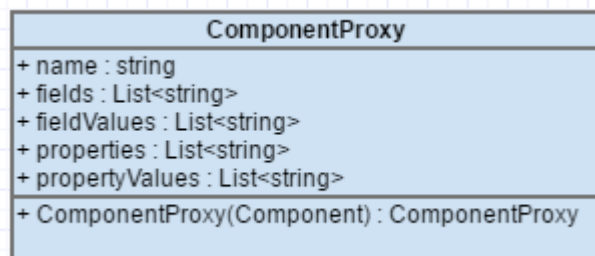 ComponentProxy
+ name : string
+ fields : List<string>
+ fieldValues : List<string>
+ properties : List<string>
+ propertyValues : List<string>
+ ComponentProxy(Component) : ComponentProxy